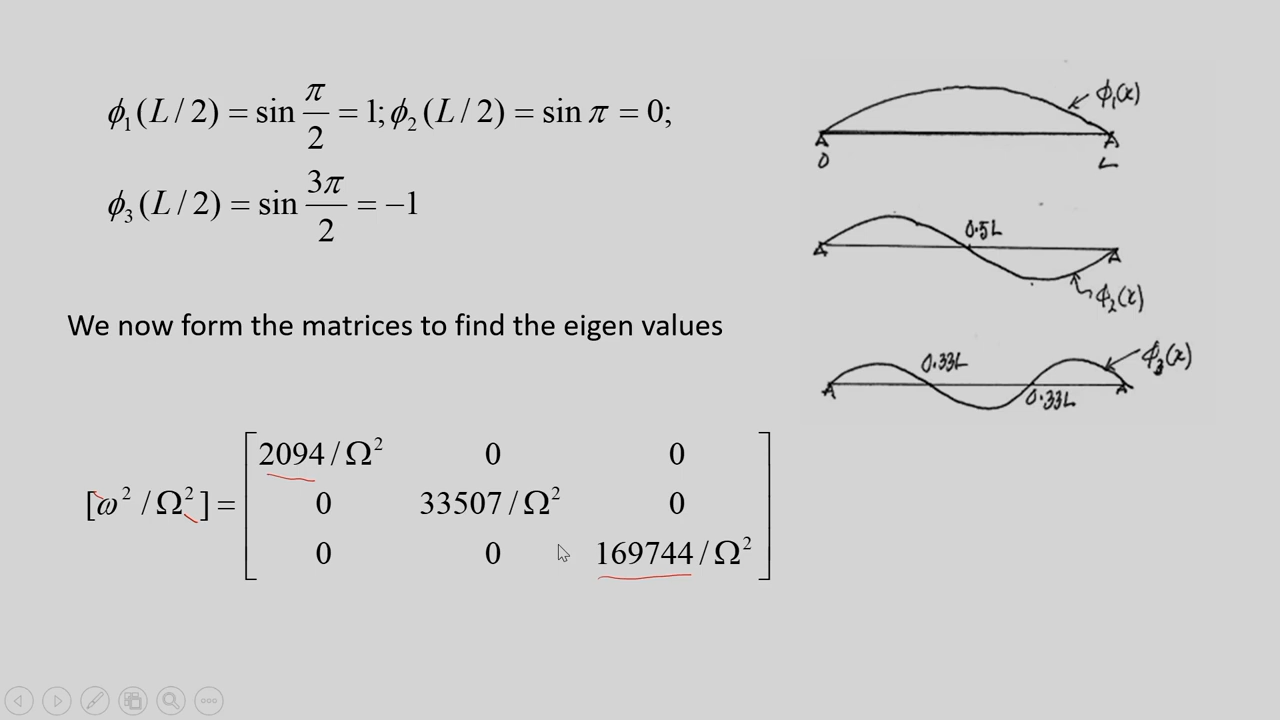 ϕ₁(L/2) = sin π/2 = 1; ϕ₂(L/2) = sin π = 0;
ϕ₃(L/2) = sin 3π/2 = −1
We now form the matrices to find the eigen values
[ω²/Ω²] = [2094/Ω² 0 0
0 33507/Ω² 0
0 0 169744/Ω²]
ϕ₁(x)
0 L
0.5L
ϕ₂(x)
0.33L
ϕ₃(x)
0.33L